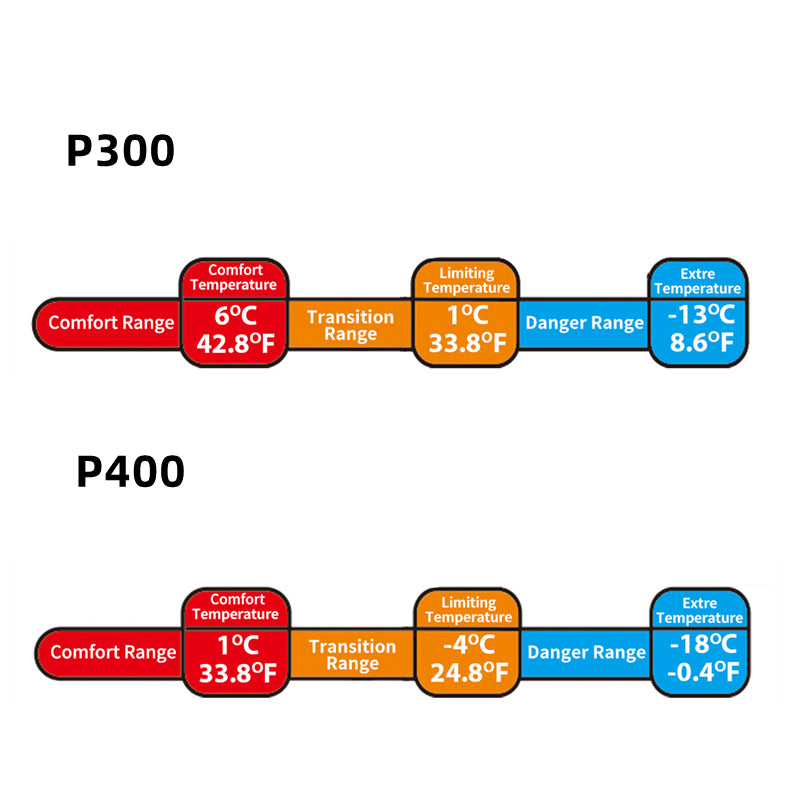 P300
Comfort
Temperature
Limiting
Temperature
Extre
Temperature
Comfort Range
6°C
42.8°F
Transition
Range
1°C
33.8°F
Danger Range
-13°C
8.6°F
P400
Comfort
Temperature
Limiting
Temperature
Extre
Temperature
Comfort Range
1°C
33.8°F
Transition
Range
-4°C
24.8°F
Danger Range
-18°C
-0.4°F